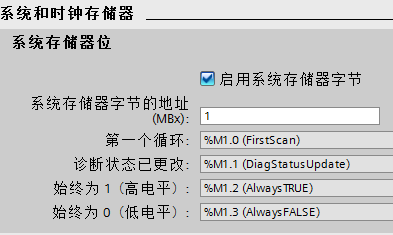 系统和时钟存储器
系统存储器位
启用系统存储器字节
系统存储器字节的地址
(MBx): 1
第一个循环: %M1.0 (FirstScan)
诊断状态已更改: %M1.1 (DiagStatusUpdate)
始终为 1（高电平）: %M1.2 (AlwaysTRUE)
始终为 0（低电平）: %M1.3 (AlwaysFALSE)